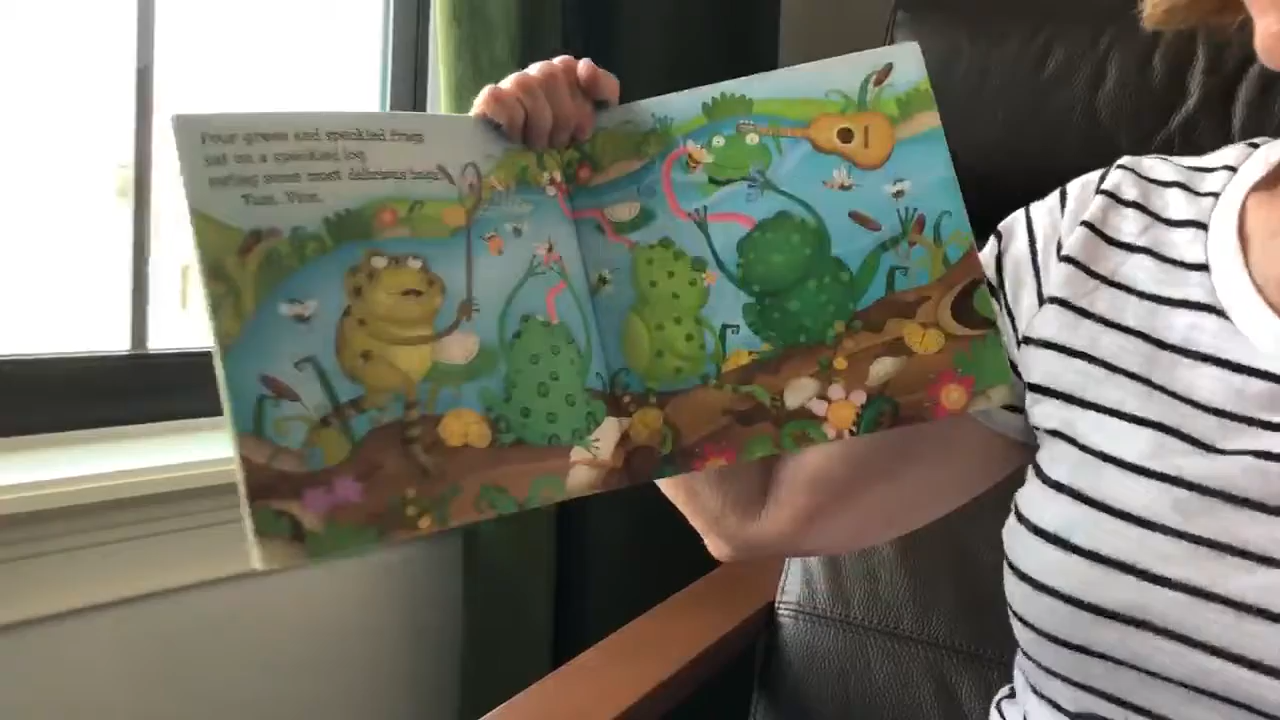 Four green and speckled frogs
sat on a speckled log
eating some most delicious bugs.
Yum, Yum.